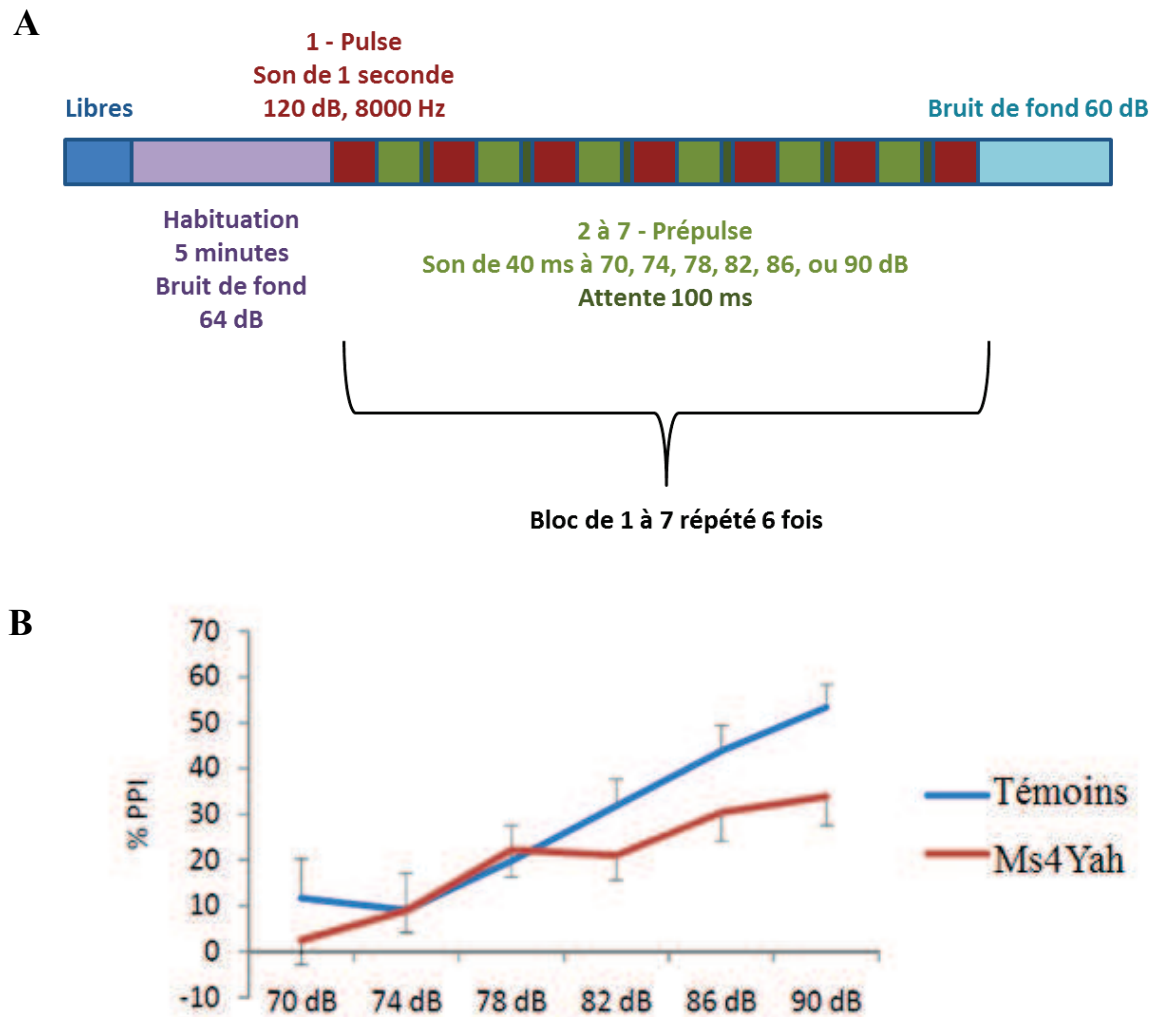 A
1 - Pulse
Son de 1 seconde
120 dB, 8000 Hz
Libres
Bruit de fond 60 dB
Habituation
5 minutes
Bruit de fond
64 dB
2 à 7 - Prépulse
Son de 40 ms à 70, 74, 78, 82, 86, ou 90 dB
Attente 100 ms
Bloc de 1 à 7 répété 6 fois
B
% PPI
70
60
50
40
30
20
10
0
-10
70 dB 74 dB 78 dB 82 dB 86 dB 90 dB
Témoins
Ms4Yah